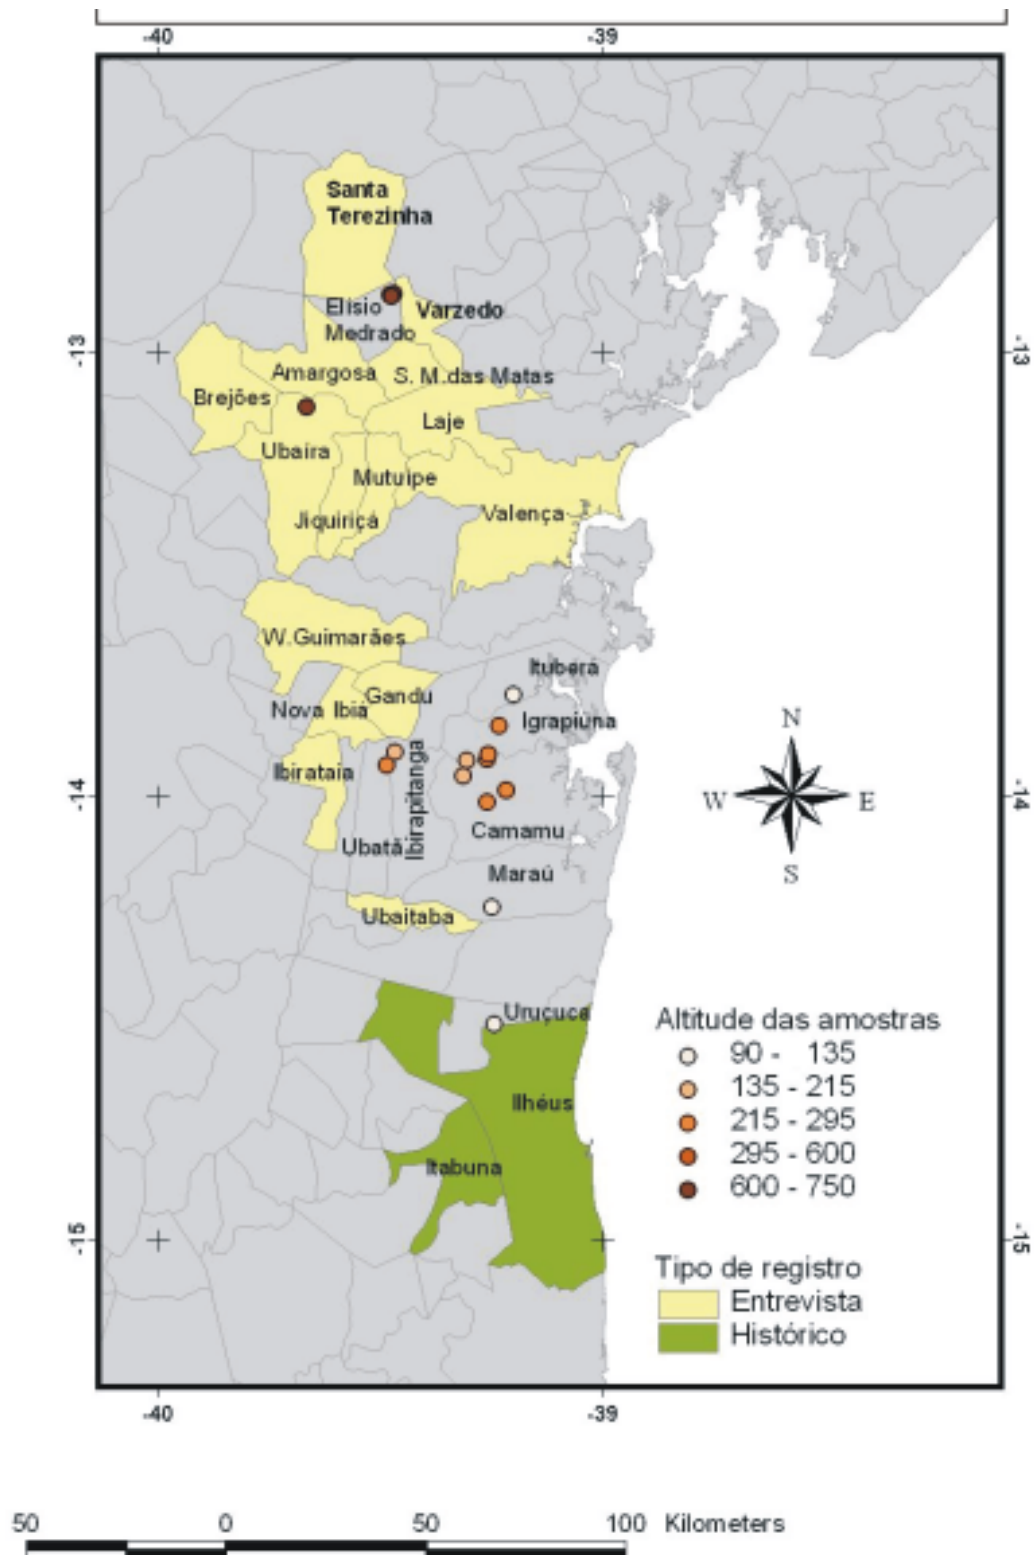 -40 -39
Santa
Terezinha
Elísio
Medrado
Varzedo
-13 -13
Amargosa
S. M.das Matas
Brejões
Laje
Ubaíra
Mutuípe
Valença
Jiquiriçá
W.Guimarães
Ituberá
Gandu
Nova Ibiá
Igrapiuna
Ibirataia
Ibirapitanga
-14 -14
N
W E
S
Camamu
Ubatã
Maraú
Ubaitaba
Uruçuca
Ilhéus
Itabuna
Altitude das amostras
90 - 135
135 - 215
215 - 295
295 - 600
600 - 750
-15 -15
Tipo de registro
Entrevista
Histórico
-40 -39
50 0 50 100 Kilometers